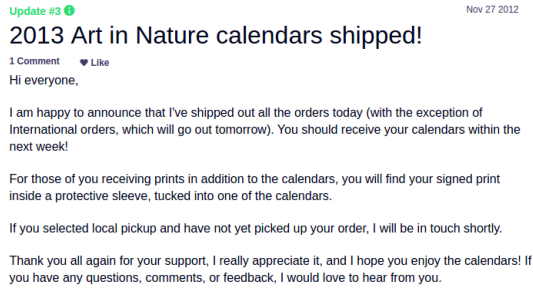 Update #3
Nov 27 2012
2013 Art in Nature calendars shipped!
1 Comment Like
Hi everyone,
I am happy to announce that I've shipped out all the orders today (with the exception of
International orders, which will go out tomorrow). You should receive your calendars within the
next week!
For those of you receiving prints in addition to the calendars, you will find your signed print
inside a protective sleeve, tucked into one of the calendars.
If you selected local pickup and have not yet picked up your order, I will be in touch shortly.
Thank you all again for your support, I really appreciate it, and I hope you enjoy the calendars! If
you have any questions, comments, or feedback, I would love to hear from you.